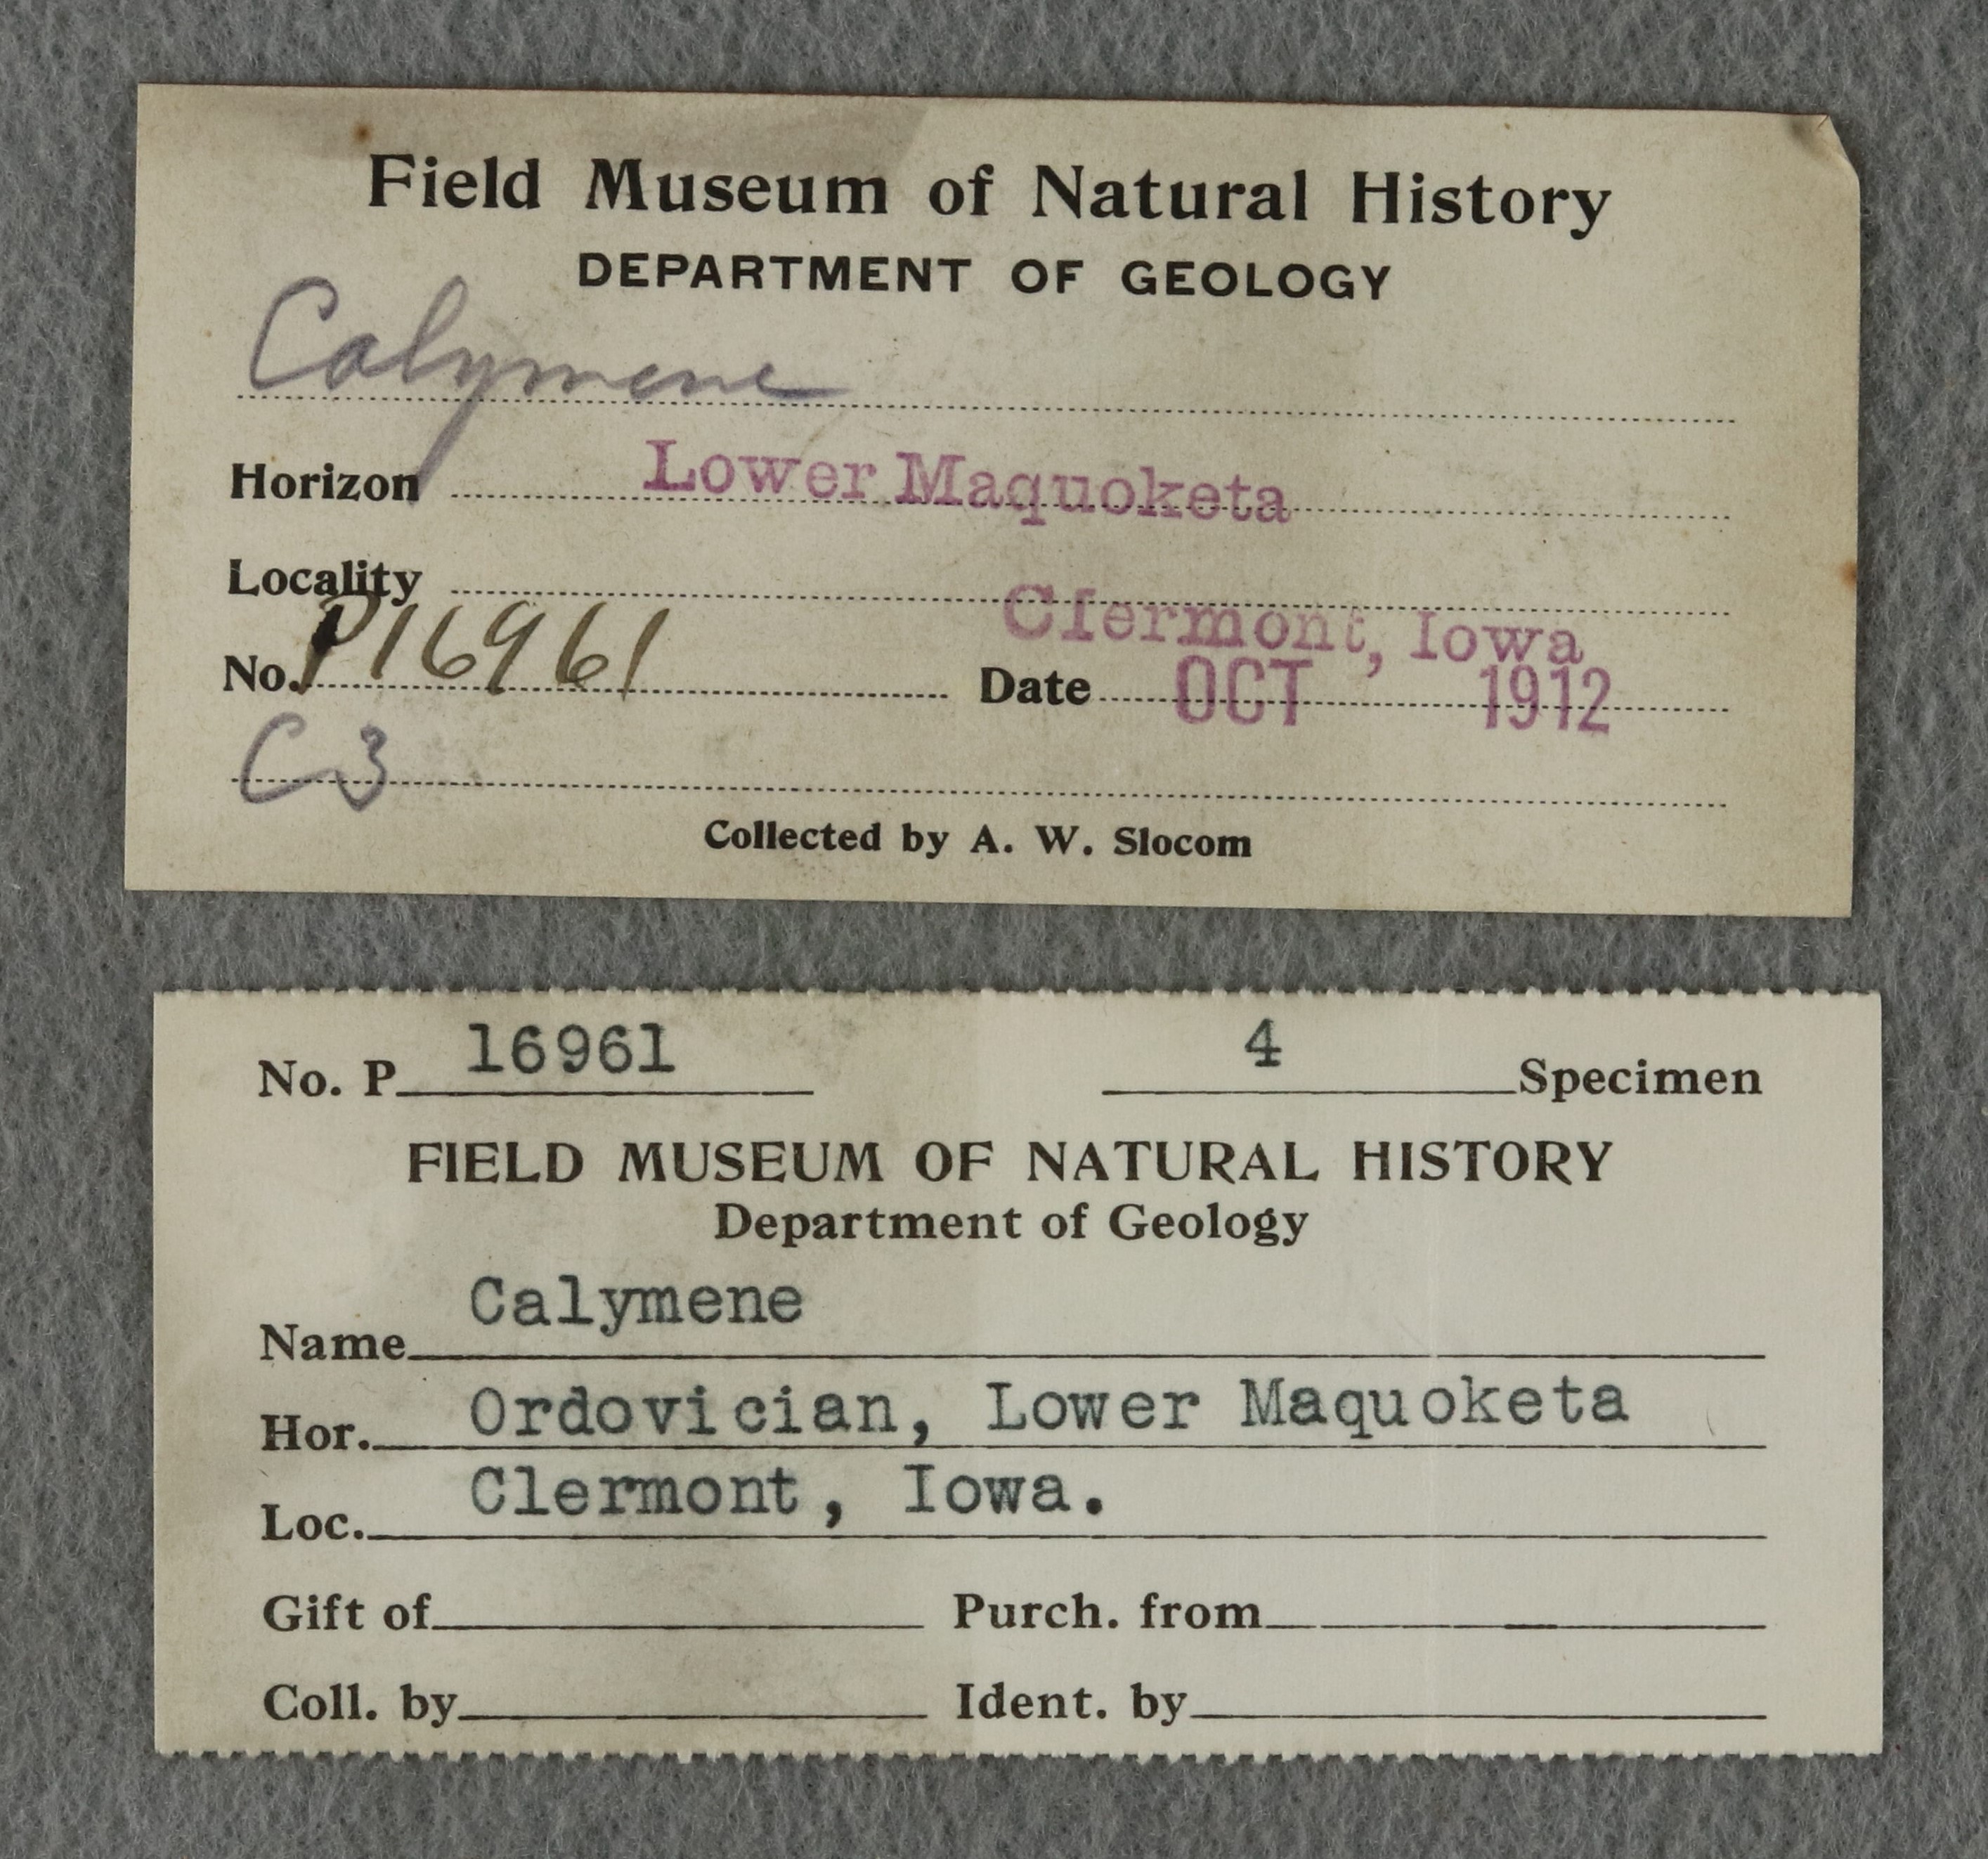 Field Museum of Natural History
DEPARTMENT OF GEOLOGY
Calymene
Horizon Lower Maquoketa
Locality Clermont, Iowa
No. P16961 Date OCT 1912
C3
Collected by A. W. Slocom
No. P 16961 4 Specimen
FIELD MUSEUM OF NATURAL HISTORY
Department of Geology
Name Calymene
Hor. Ordovician, Lower Maquoketa
Loc. Clermont, Iowa.
Gift of Purch. from
Coll. by Ident. by